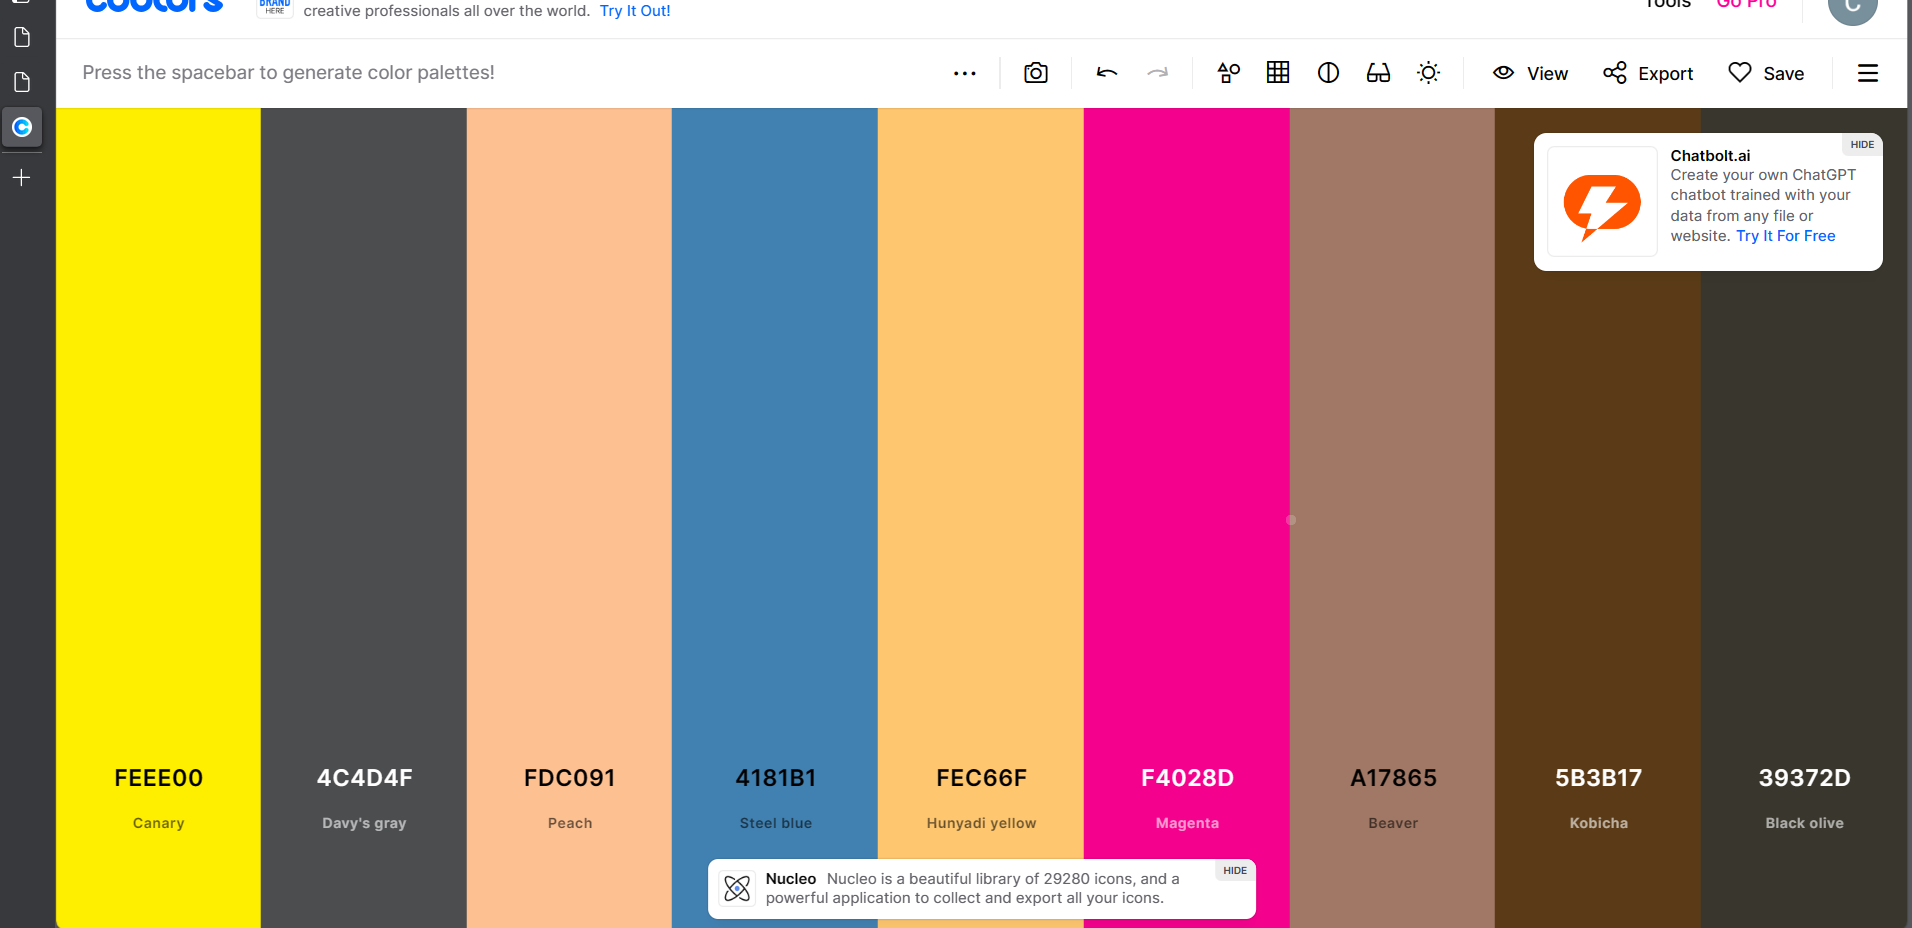 coolors
BRAND
HERE
creative professionals all over the world. Try It Out!
Tools Go Pro
C
Press the spacebar to generate color palettes!
View Export Save
HIDE
Chatbolt.ai
Create your own ChatGPT
chatbot trained with your
data from any file or
website. Try It For Free
FEEE00 4C4D4F FDC091 4181B1 FEC66F F4028D A17865 5B3B17 39372D
Canary Davy's gray Peach Steel blue Hunyadi yellow Magenta Beaver Kobicha Black olive
HIDE
Nucleo Nucleo is a beautiful library of 29280 icons, and a
powerful application to collect and export all your icons.